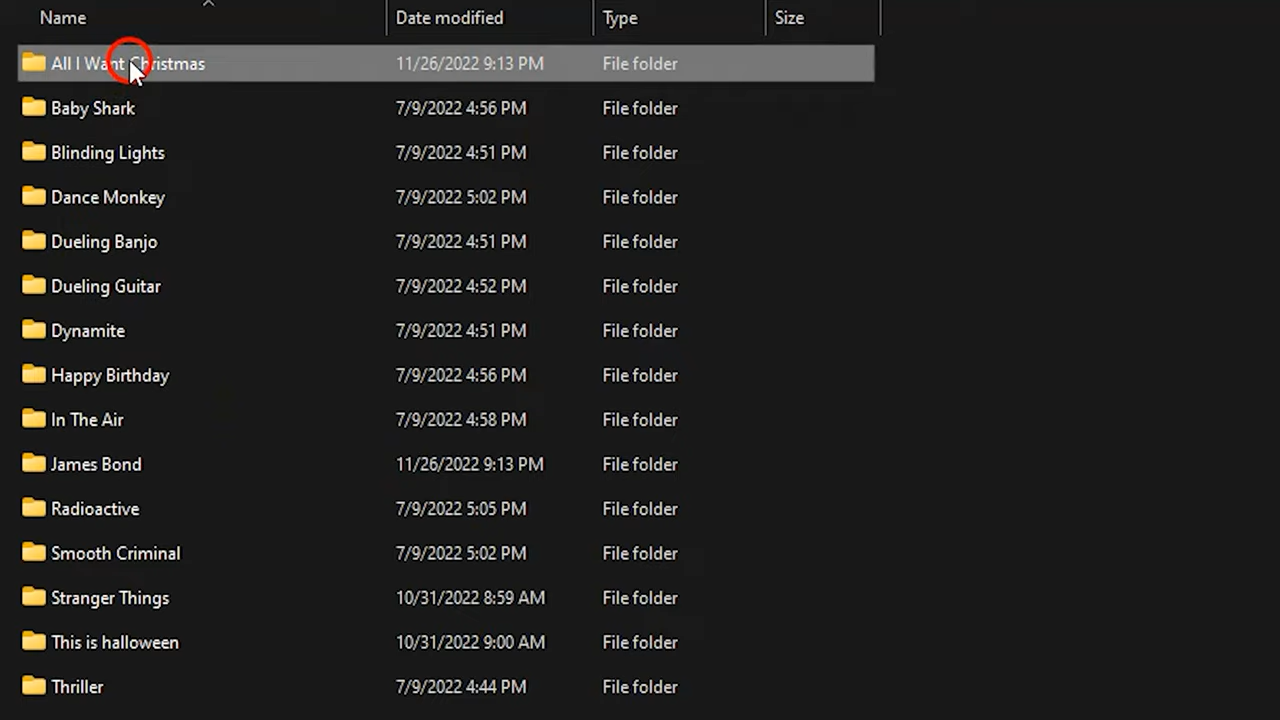 Name Date modified Type Size
All I Want Christmas 11/26/2022 9:13 PM File folder
Baby Shark 7/9/2022 4:56 PM File folder
Blinding Lights 7/9/2022 4:51 PM File folder
Dance Monkey 7/9/2022 5:02 PM File folder
Dueling Banjo 7/9/2022 4:51 PM File folder
Dueling Guitar 7/9/2022 4:52 PM File folder
Dynamite 7/9/2022 4:51 PM File folder
Happy Birthday 7/9/2022 4:56 PM File folder
In The Air 7/9/2022 4:58 PM File folder
James Bond 11/26/2022 9:13 PM File folder
Radioactive 7/9/2022 5:05 PM File folder
Smooth Criminal 7/9/2022 5:02 PM File folder
Stranger Things 10/31/2022 8:59 AM File folder
This is halloween 10/31/2022 9:00 AM File folder
Thriller 7/9/2022 4:44 PM File folder